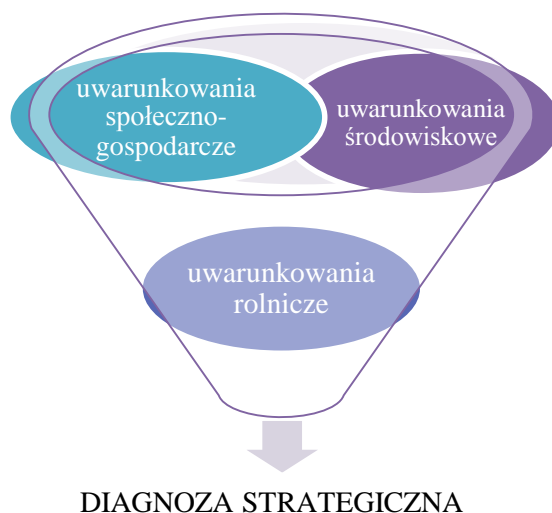 uwarunkowania
społeczno-
gospodarcze
uwarunkowania
środowiskowe
uwarunkowania
rolnicze
DIAGNOZA STRATEGICZNA